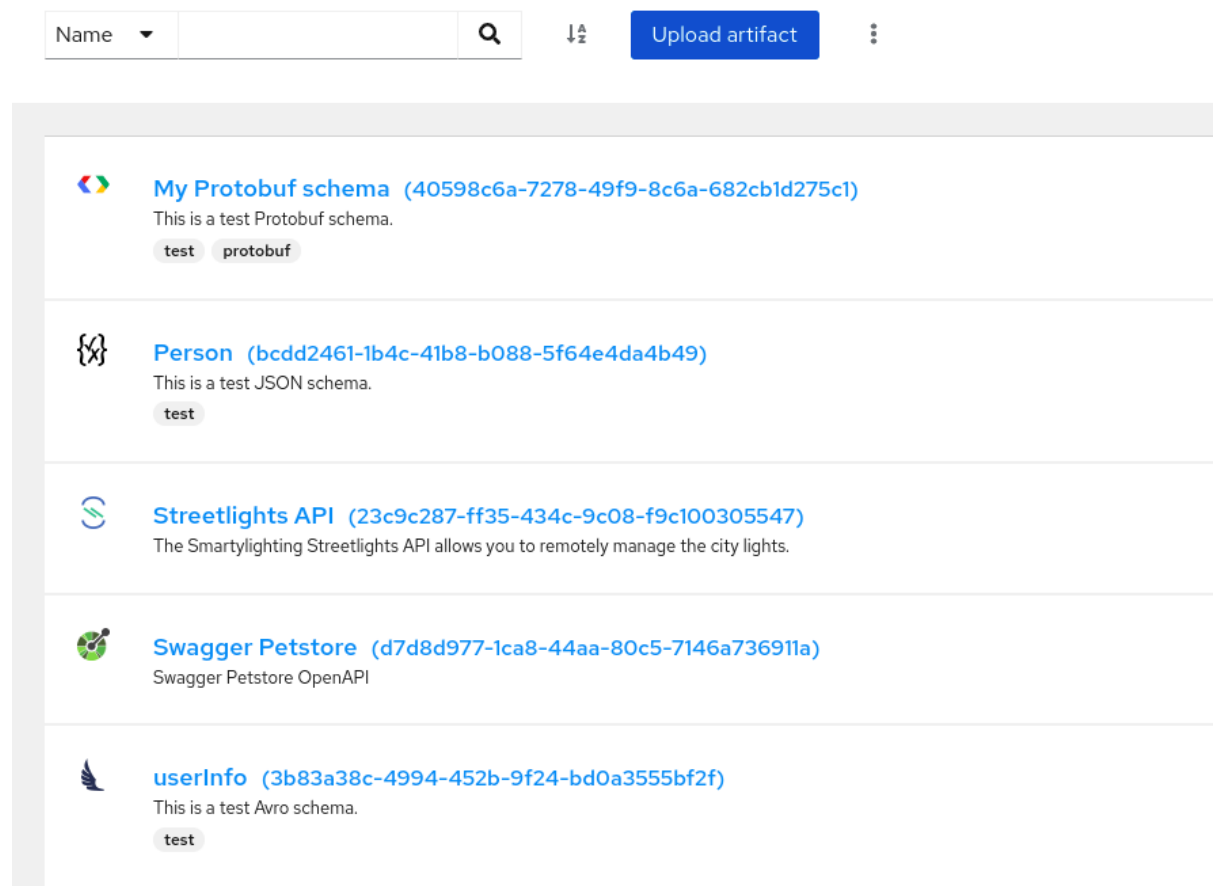 Name Upload artifact
My Protobuf schema (40598c6a-7278-49f9-8c6a-682cb1d275c1)
This is a test Protobuf schema.
test protobuf
Person (bcdd2461-1b4c-41b8-b088-5f64e4da4b49)
This is a test JSON schema.
test
Streetlights API (23c9c287-ff35-434c-9c08-f9c100305547)
The Smartylighting Streetlights API allows you to remotely manage the city lights.
Swagger Petstore (d7d8d977-1ca8-44aa-80c5-7146a736911a)
Swagger Petstore OpenAPI
userInfo (3b83a38c-4994-452b-9f24-bd0a3555bf2f)
This is a test Avro schema.
test